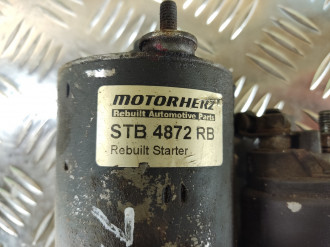 MOTORHERZ
Rebuilt Automotive Parts
STB 4872 RB
Rebuilt Starter